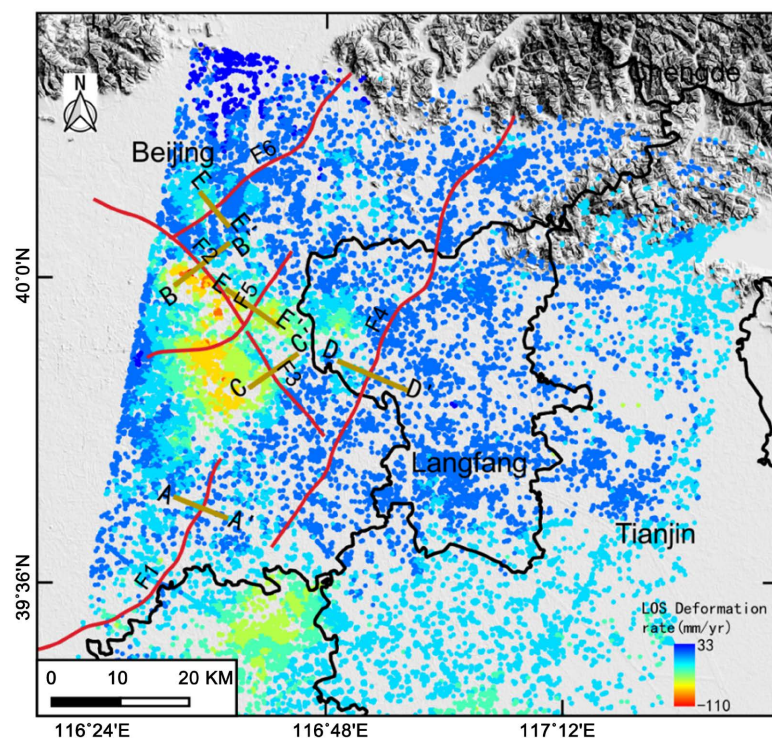 Chengde
N
Beijing
F6
E
E'
B'
F2
40°0'N
B
E
F5
F4
E'
C'
D
F3
C
D'
Langfang
A
A'
Tianjin
F1
39°36'N
LOS Deformation
rate(mm/yr)
33
-110
0 10 20 KM
116°24'E 116°48'E 117°12'E